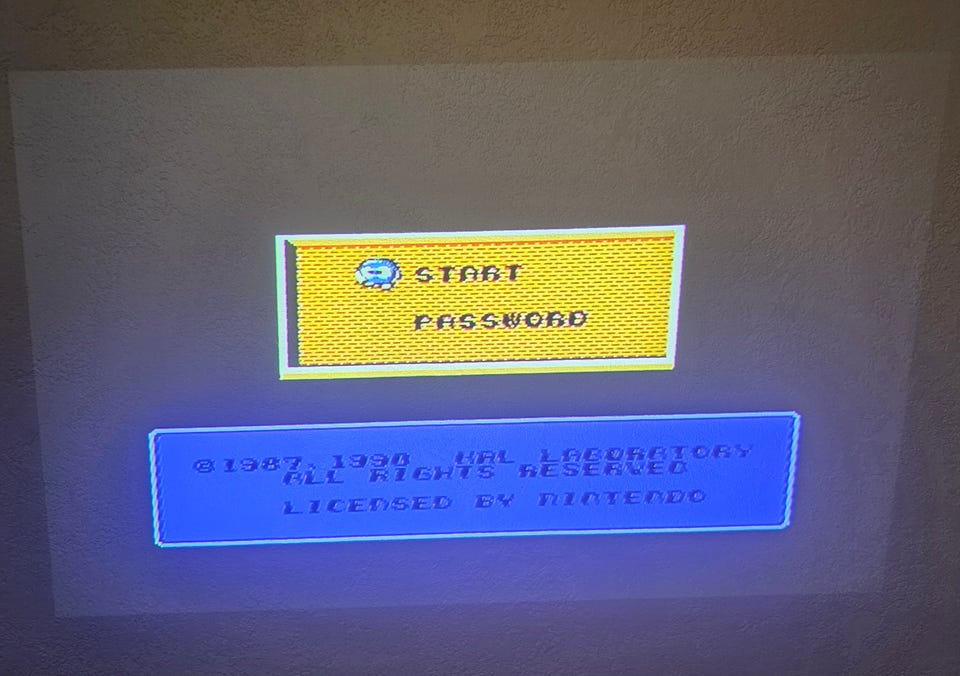 START
PASSWORD
©1987, 1990 HAL LABORATORY
ALL RIGHTS RESERVED
LICENSED BY NINTENDO